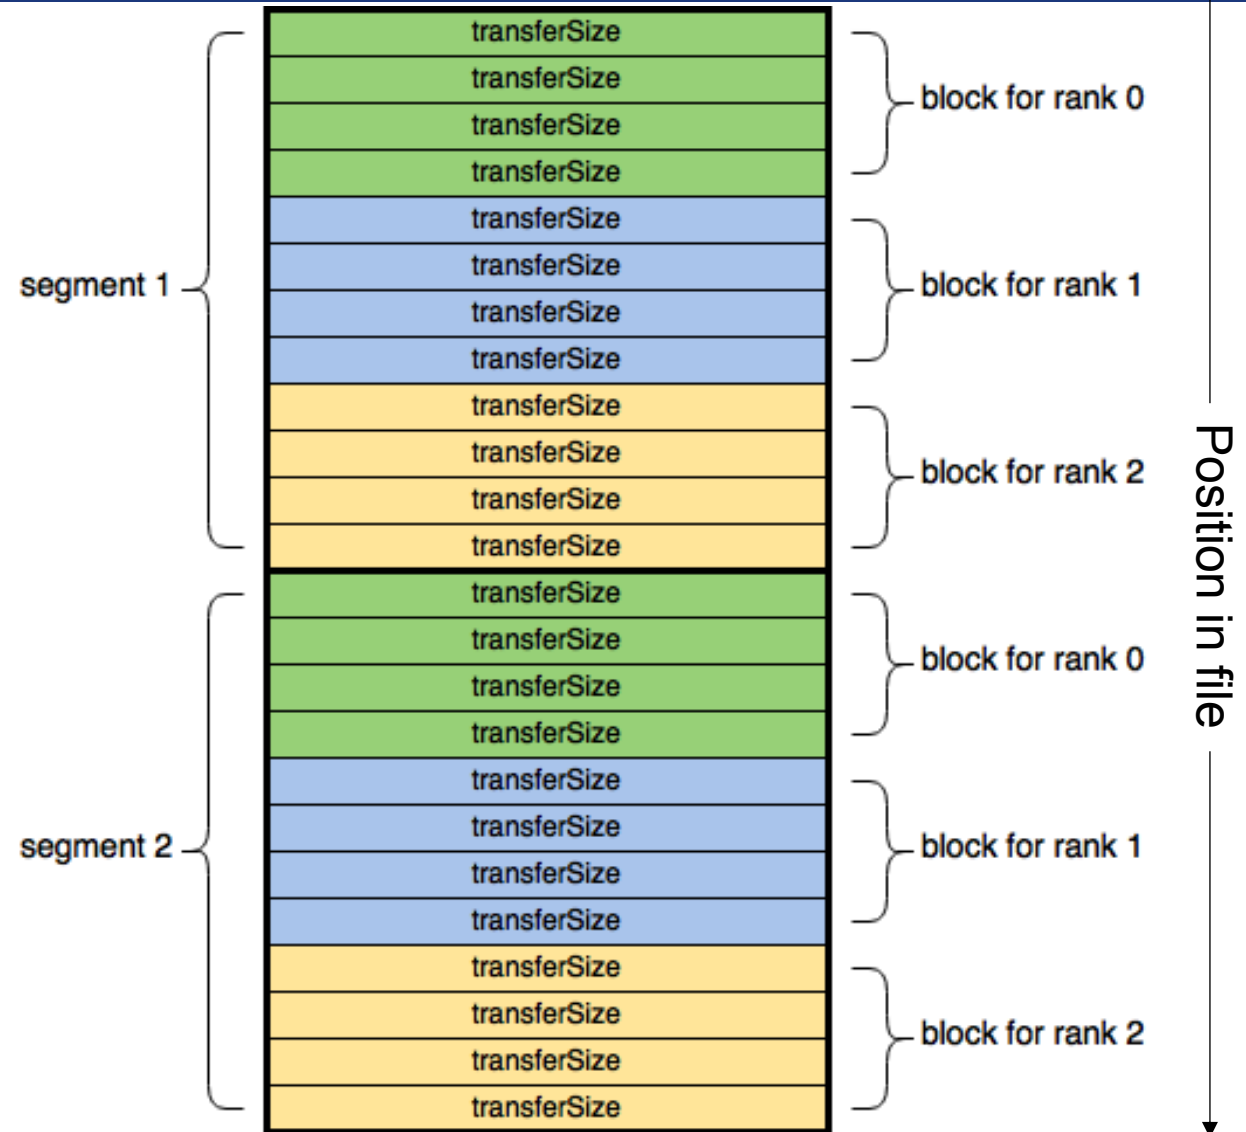 transferSize
transferSize
block for rank 0
transferSize
transferSize
transferSize
transferSize
segment 1
block for rank 1
transferSize
transferSize
transferSize
transferSize
block for rank 2
transferSize
transferSize
Position in file
transferSize
transferSize
block for rank 0
transferSize
transferSize
transferSize
transferSize
segment 2
block for rank 1
transferSize
transferSize
transferSize
transferSize
block for rank 2
transferSize
transferSize